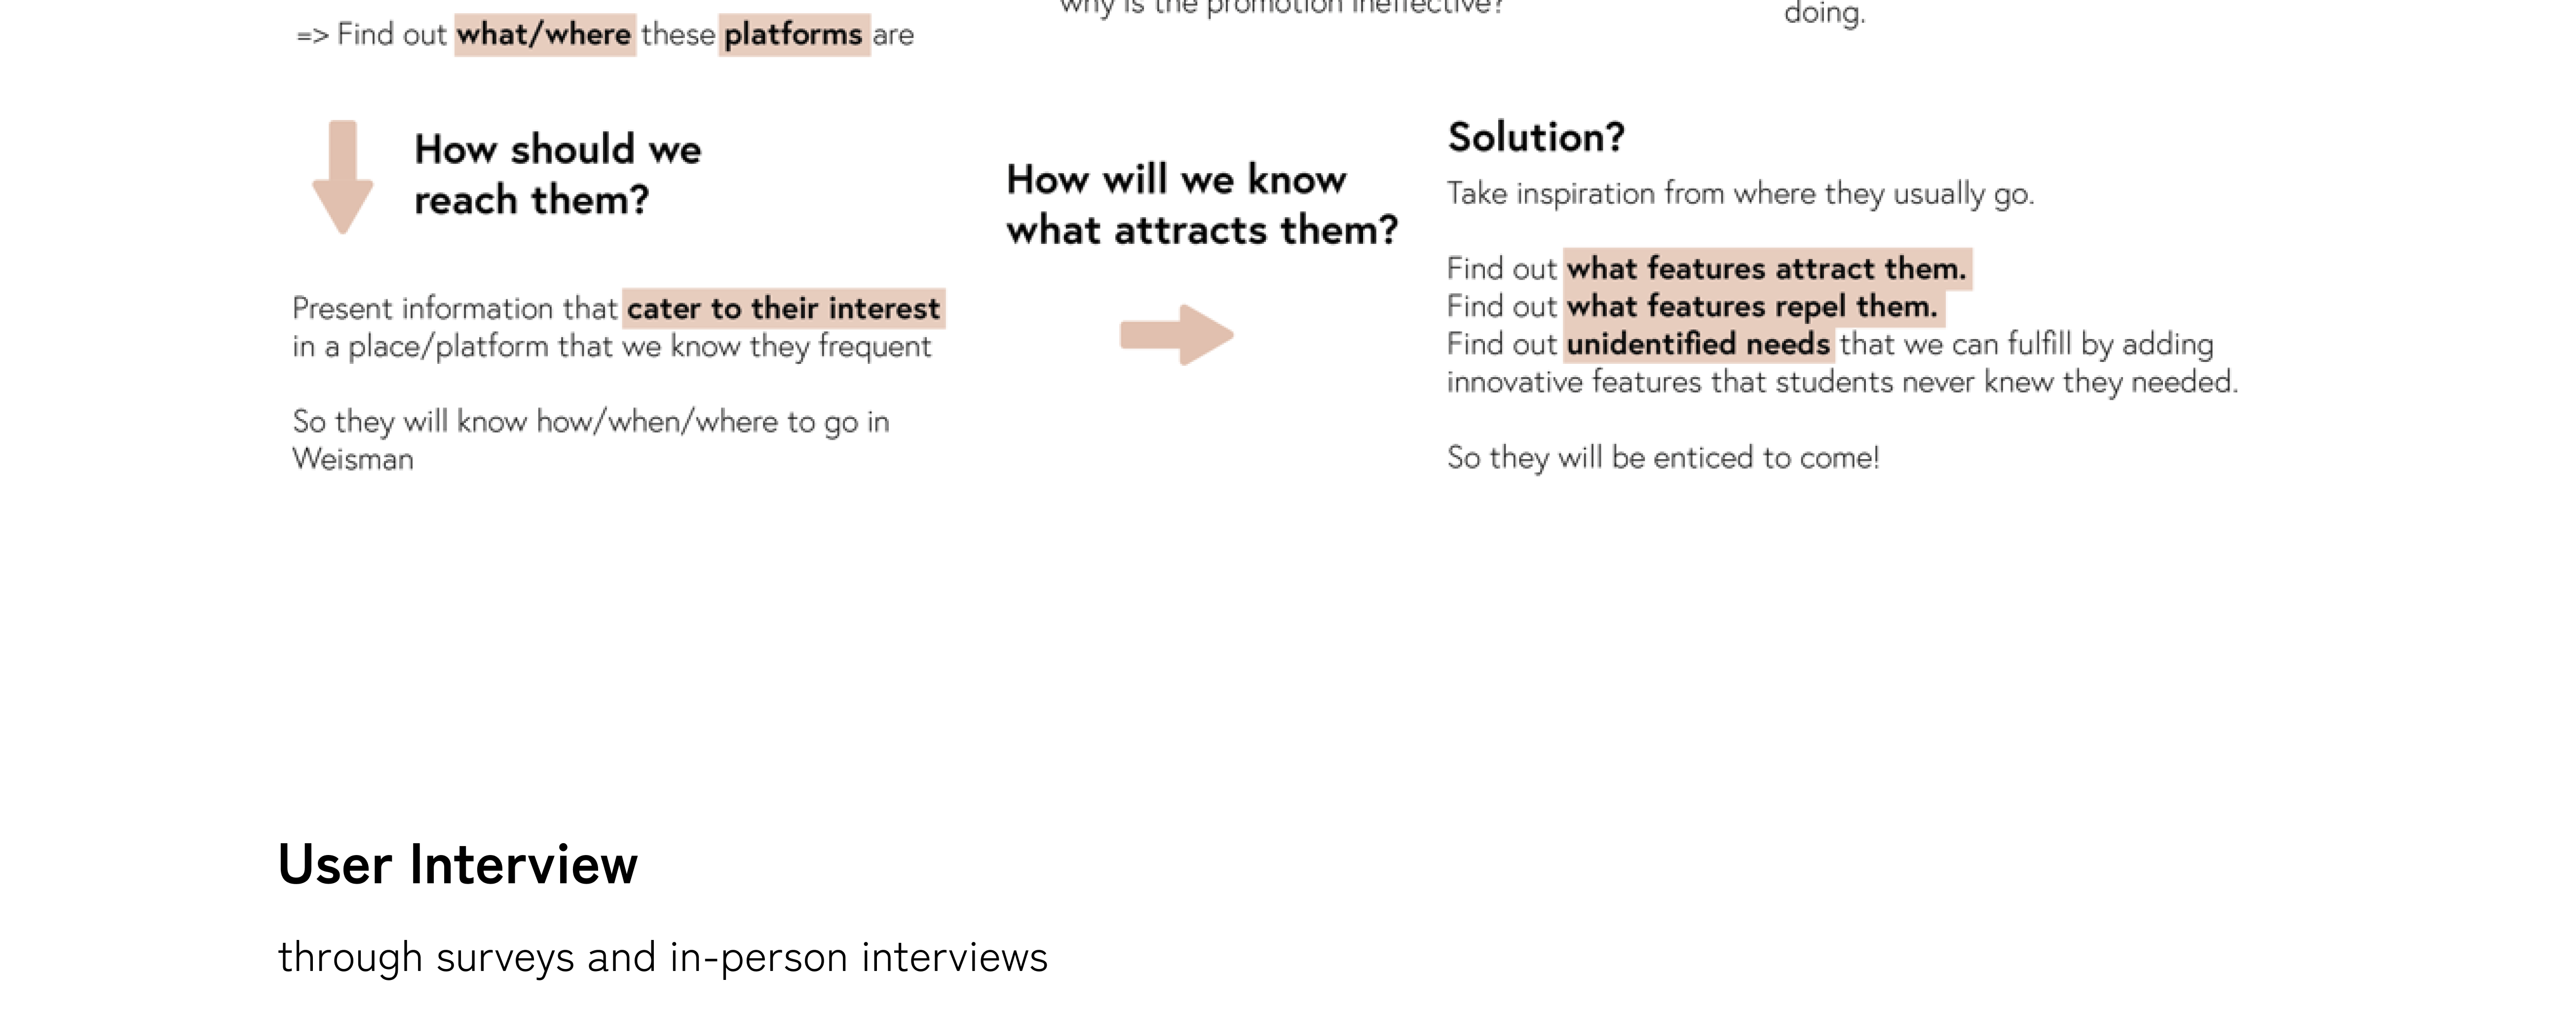 why is the promotion ineffective?
doing.
=> Find out what/where these platforms are
How should we
reach them?
Present information that cater to their interest
in a place/platform that we know they frequent
So they will know how/when/where to go in
Weisman
How will we know
what attracts them?
Solution?
Take inspiration from where they usually go.
Find out what features attract them.
Find out what features repel them.
Find out unidentified needs that we can fulfill by adding
innovative features that students never knew they needed.
So they will be enticed to come!
User Interview
through surveys and in-person interviews